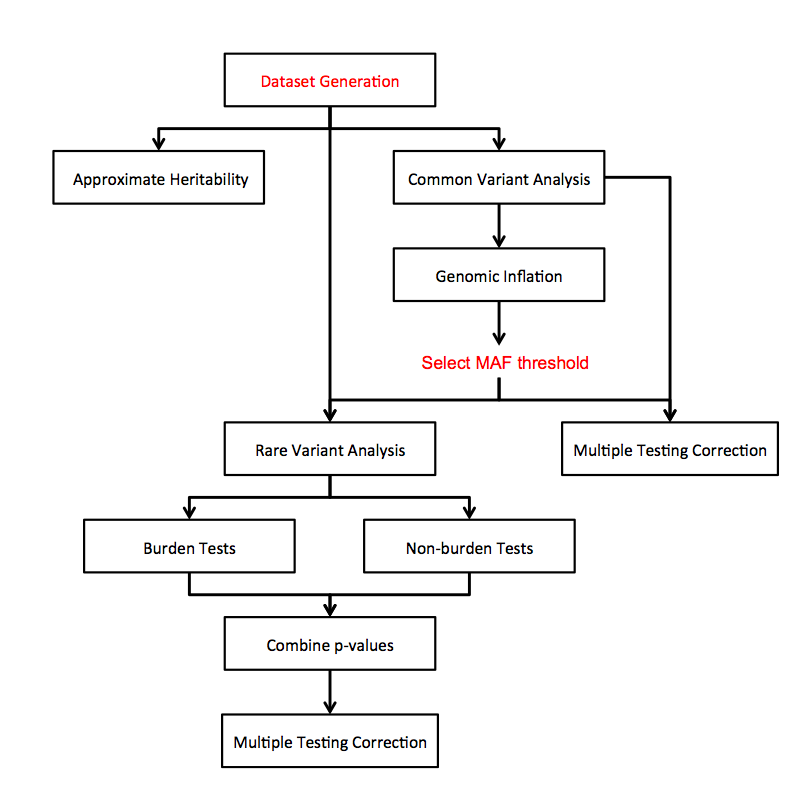 Dataset Generation
Approximate Heritability
Common Variant Analysis
Genomic Inflation
Select MAF threshold
Rare Variant Analysis
Multiple Testing Correction
Burden Tests
Non-burden Tests
Combine p-values
Multiple Testing Correction